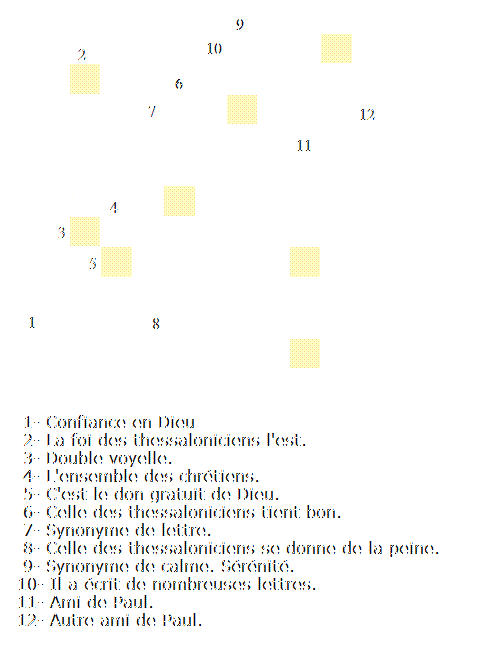 9
10
2
6
7
12
11
4
3
5
1
8
1- Confiance en Dieu
2- La foi des thessaloniciens l'est.
3- Double voyelle.
4- L'ensemble des chrétiens.
5- C'est le don gratuit de Dieu.
6- Celle des thessaloniciens tient bon.
7- Synonyme de lettre.
8- Celle des thessaloniciens se donne de la peine.
9- Synonyme de calme. Sérénité.
10- Il a écrit de nombreuses lettres.
11- Ami de Paul.
12- Autre ami de Paul.